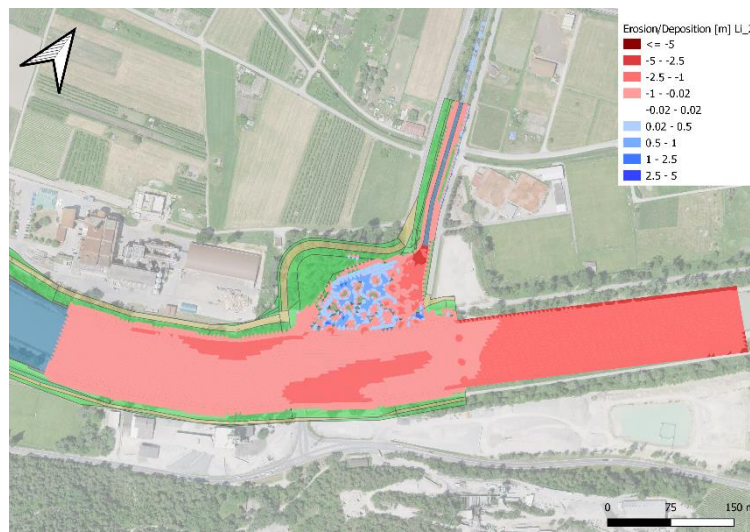 Erosion/Deposition [m] Li_
<= -5
-5 - -2.5
-2.5 - -1
-1 - -0.02
-0.02 - 0.02
0.02 - 0.5
0.5 - 1
1 - 2.5
2.5 - 5
0 75 150 m